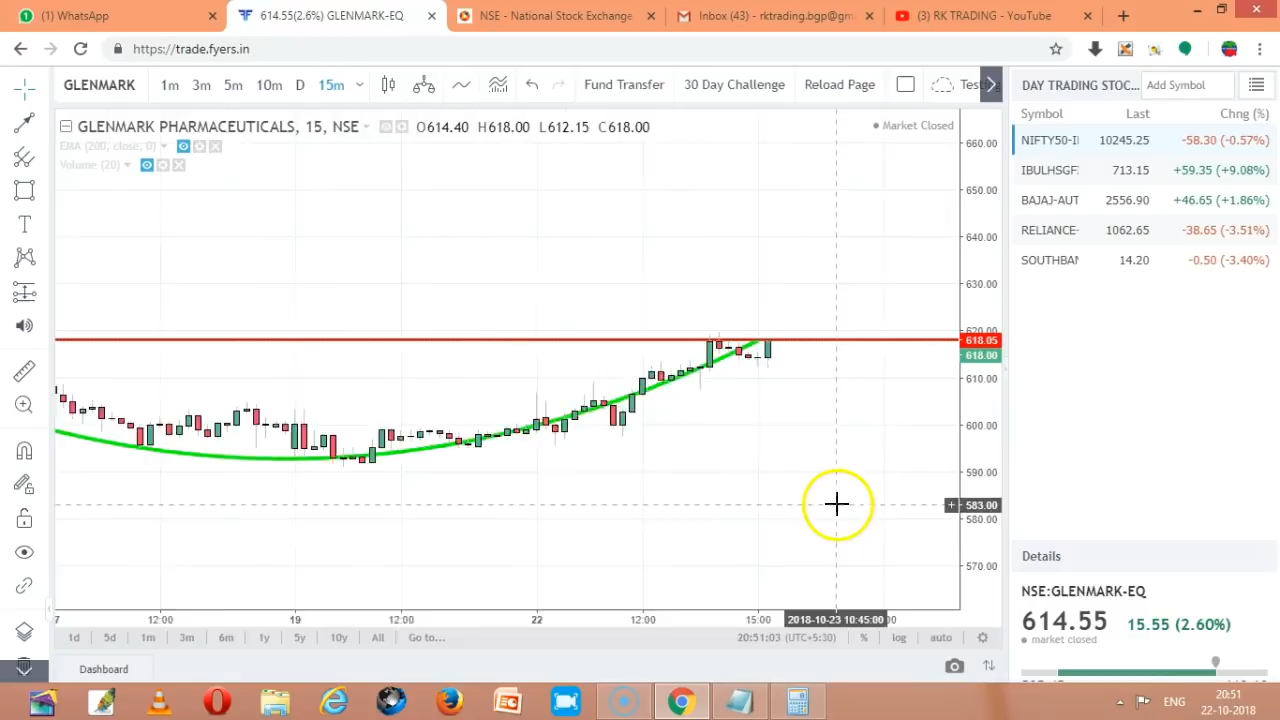 (1) WhatsApp
614.55(2.6%) GLENMARK-EQ
NSE - National Stock Exchange
Inbox (43) - rktrading.bgp@gm
(3) RK TRADING - YouTube
https://trade.fyers.in
GLENMARK 1m 3m 5m 10m D 15m Fund Transfer 30 Day Challenge Reload Page
DAY TRADING STOC... Add Symbol
GLENMARK PHARMACEUTICALS, 15, NSE O614.40 H618.00 L612.15 C618.00
Market Closed
EMA (200, close, 0)
Volume (20)
660.00
650.00
640.00
630.00
620.00
618.05
618.00
610.00
600.00
590.00
583.00
580.00
570.00
Symbol Last Chng (%)
NIFTY50-I 10245.25 -58.30 (-0.57%)
IBULHSGF 713.15 +59.35 (+9.08%)
BAJAJ-AUT 2556.90 +46.65 (+1.86%)
RELIANCE- 1062.65 -38.65 (-3.51%)
SOUTHBAN 14.20 -0.50 (-3.40%)
7 12:00 19 12:00 22 12:00 15:00 2018-10-23 10:45:00
1d 5d 1m 3m 6m 1y 5y 10y All Go... 20:51:03 (UTC+5:30) % log auto
Dashboard
Details
NSE:GLENMARK-EQ
614.55 15.55 (2.60%)
market closed
ENG
20:51
22-10-2018